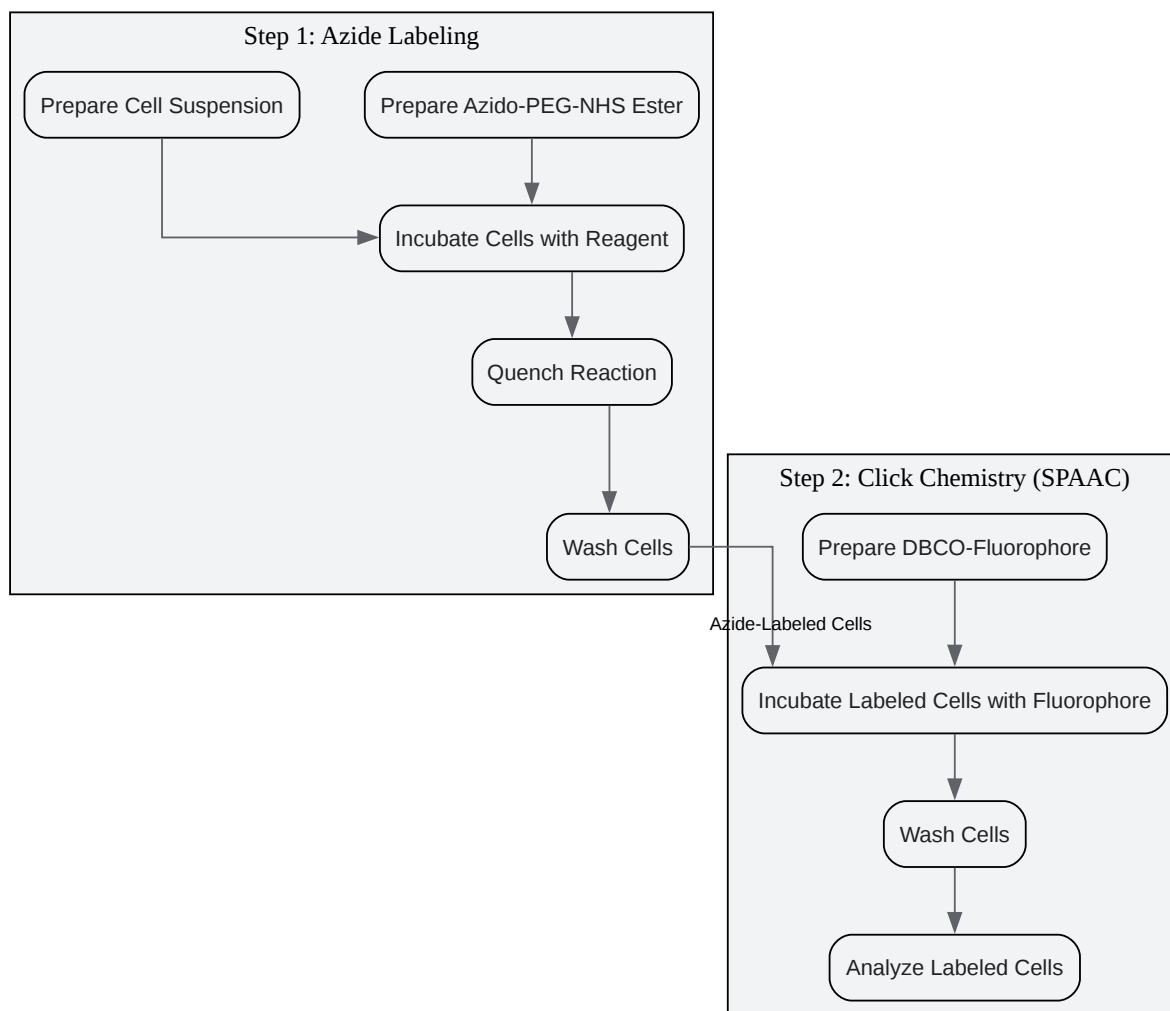 Step 1: Azide Labeling
Prepare Cell Suspension
Prepare Azido-PEG-NHS Ester
Incubate Cells with Reagent
Quench Reaction
Wash Cells
Azide-Labeled Cells
Step 2: Click Chemistry (SPAAC)
Prepare DBCO-Fluorophore
Incubate Labeled Cells with Fluorophore
Wash Cells
Analyze Labeled Cells